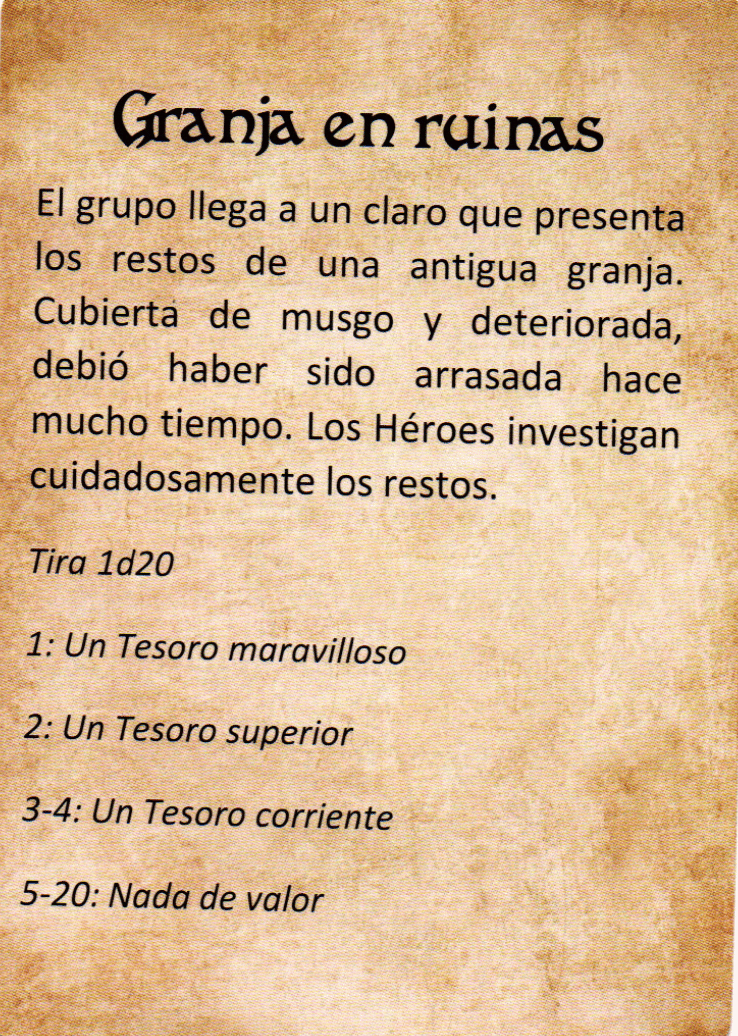 Granja en ruinas
El grupo llega a un claro que presenta
los restos de una antigua granja.
Cubierta de musgo y deteriorada,
debió haber sido arrasada hace
mucho tiempo. Los Héroes investigan
cuidadosamente los restos.
Tira 1d20
1: Un Tesoro maravilloso
2: Un Tesoro superior
3-4: Un Tesoro corriente
5-20: Nada de valor